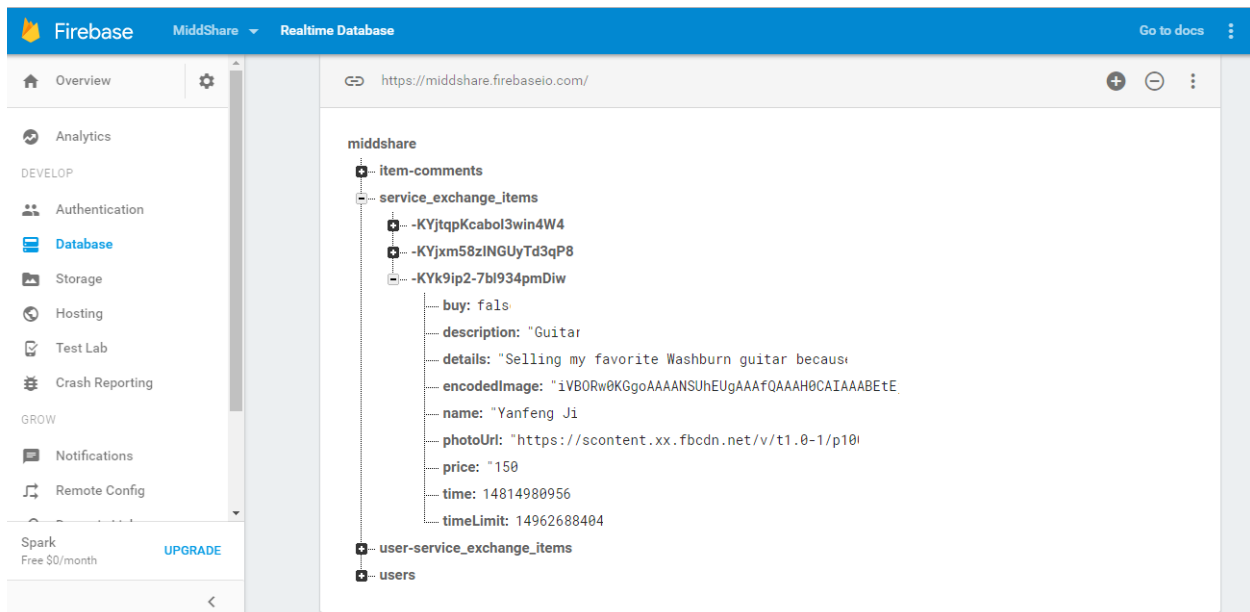 Firebase MiddShare Realtime Database Go to docs
Overview
https://middshare.firebaseio.com/
Analytics
DEVELOP
Authentication
Database
Storage
Hosting
Test Lab
Crash Reporting
GROW
Notifications
Remote Config
Spark
Free $0/month
UPGRADE
middshare
item-comments
service_exchange_items
-KYjtqpKcabol3win4W4
-KYjxm58zINGUyTd3qP8
-KYk9ip2-7bl934pmDiw
buy: fals
description: "Guitar
details: "Selling my favorite Washburn guitar because
encodedImage: "iVBORw0KGgoAAAANSUhEUgAAAfQAAAH0CAIAAABEtE
name: "Yanfeng Ji
photoUrl: "https://scontent.xx.fbcdn.net/v/t1.0-1/p10
price: "150
time: 14814980956
timeLimit: 14962688404
user-service_exchange_items
users